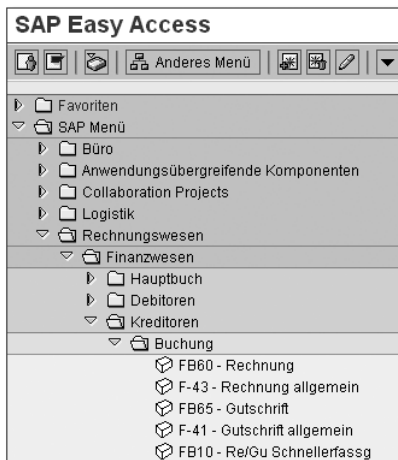 SAP Easy Access
Anderes Menü
Favoriten
SAP Menü
Büro
Anwendungsübergreifende Komponenten
Collaboration Projects
Logistik
Rechnungswesen
Finanzwesen
Hauptbuch
Debitoren
Kreditoren
Buchung
FB60 - Rechnung
F-43 - Rechnung allgemein
FB65 - Gutschrift
F-41 - Gutschrift allgemein
FB10 - Re/Gu Schnellerfassg